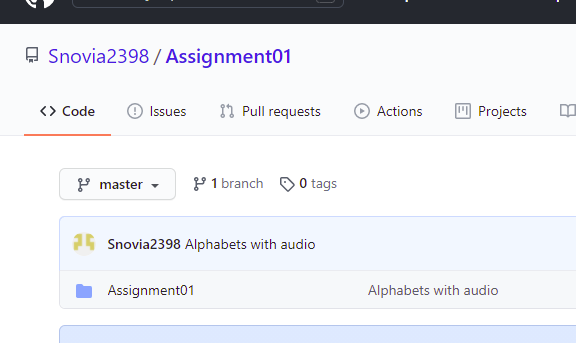 Snovia2398 / Assignment01
Code Issues Pull requests Actions Projects
master 1 branch 0 tags
Snovia2398 Alphabets with audio
Assignment01 Alphabets with audio